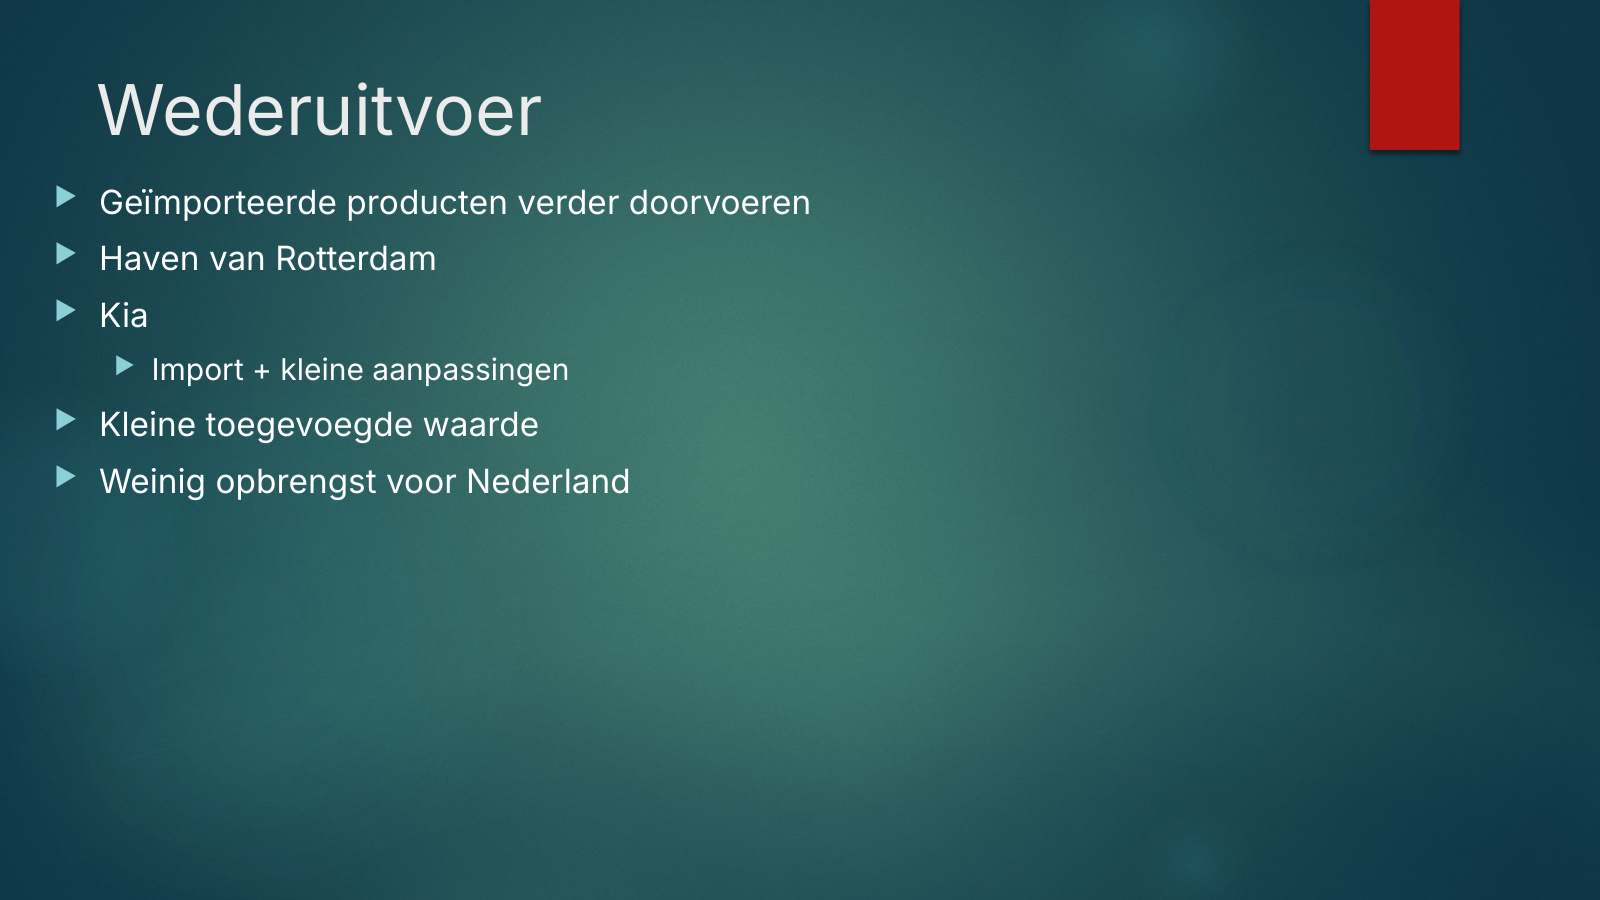 Wederuitvoer
Geïmporteerde producten verder doorvoeren
Haven van Rotterdam
Kia
Import + kleine aanpassingen
Kleine toegevoegde waarde
Weinig opbrengst voor Nederland